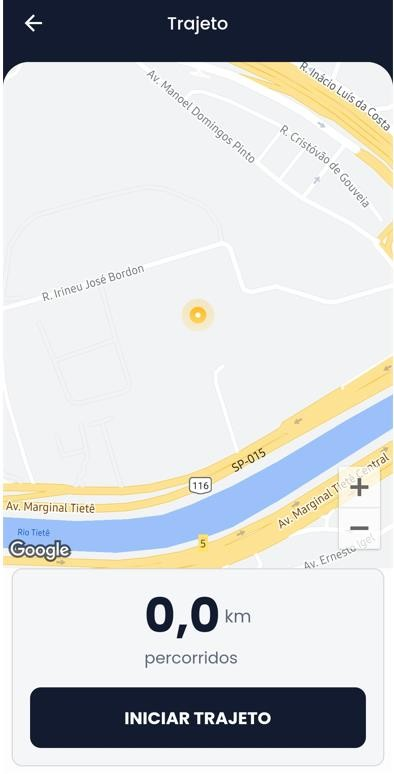 Trajeto
R. Inácio Luís da Costa
Av. Manoel Domingos Pinto
R. Cristóvão de Gouveia
R. Irineu José Bordon
SP-015
116
Av. Marginal Tietê
Av. Marginal Tietê Central
+
Rio Tietê
5
−
Google
Av. Ernesto Igel
0,0 km
percorridos
INICIAR TRAJETO